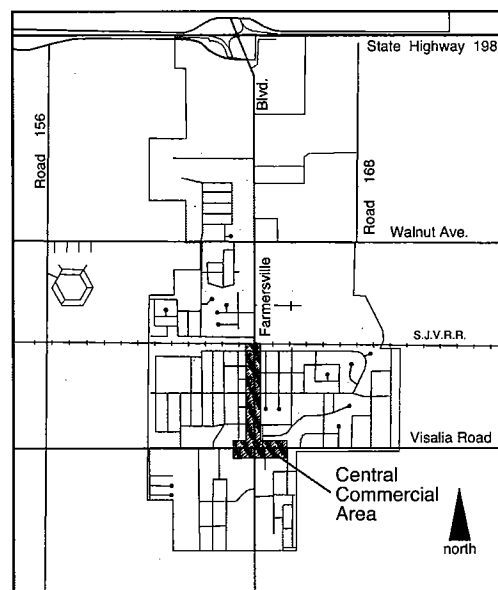 State Highway 198
Blvd.
Road 156
Road 168
Walnut Ave.
Farmersville
S.J.V.R.R.
Visalia Road
Central
Commercial
Area
north